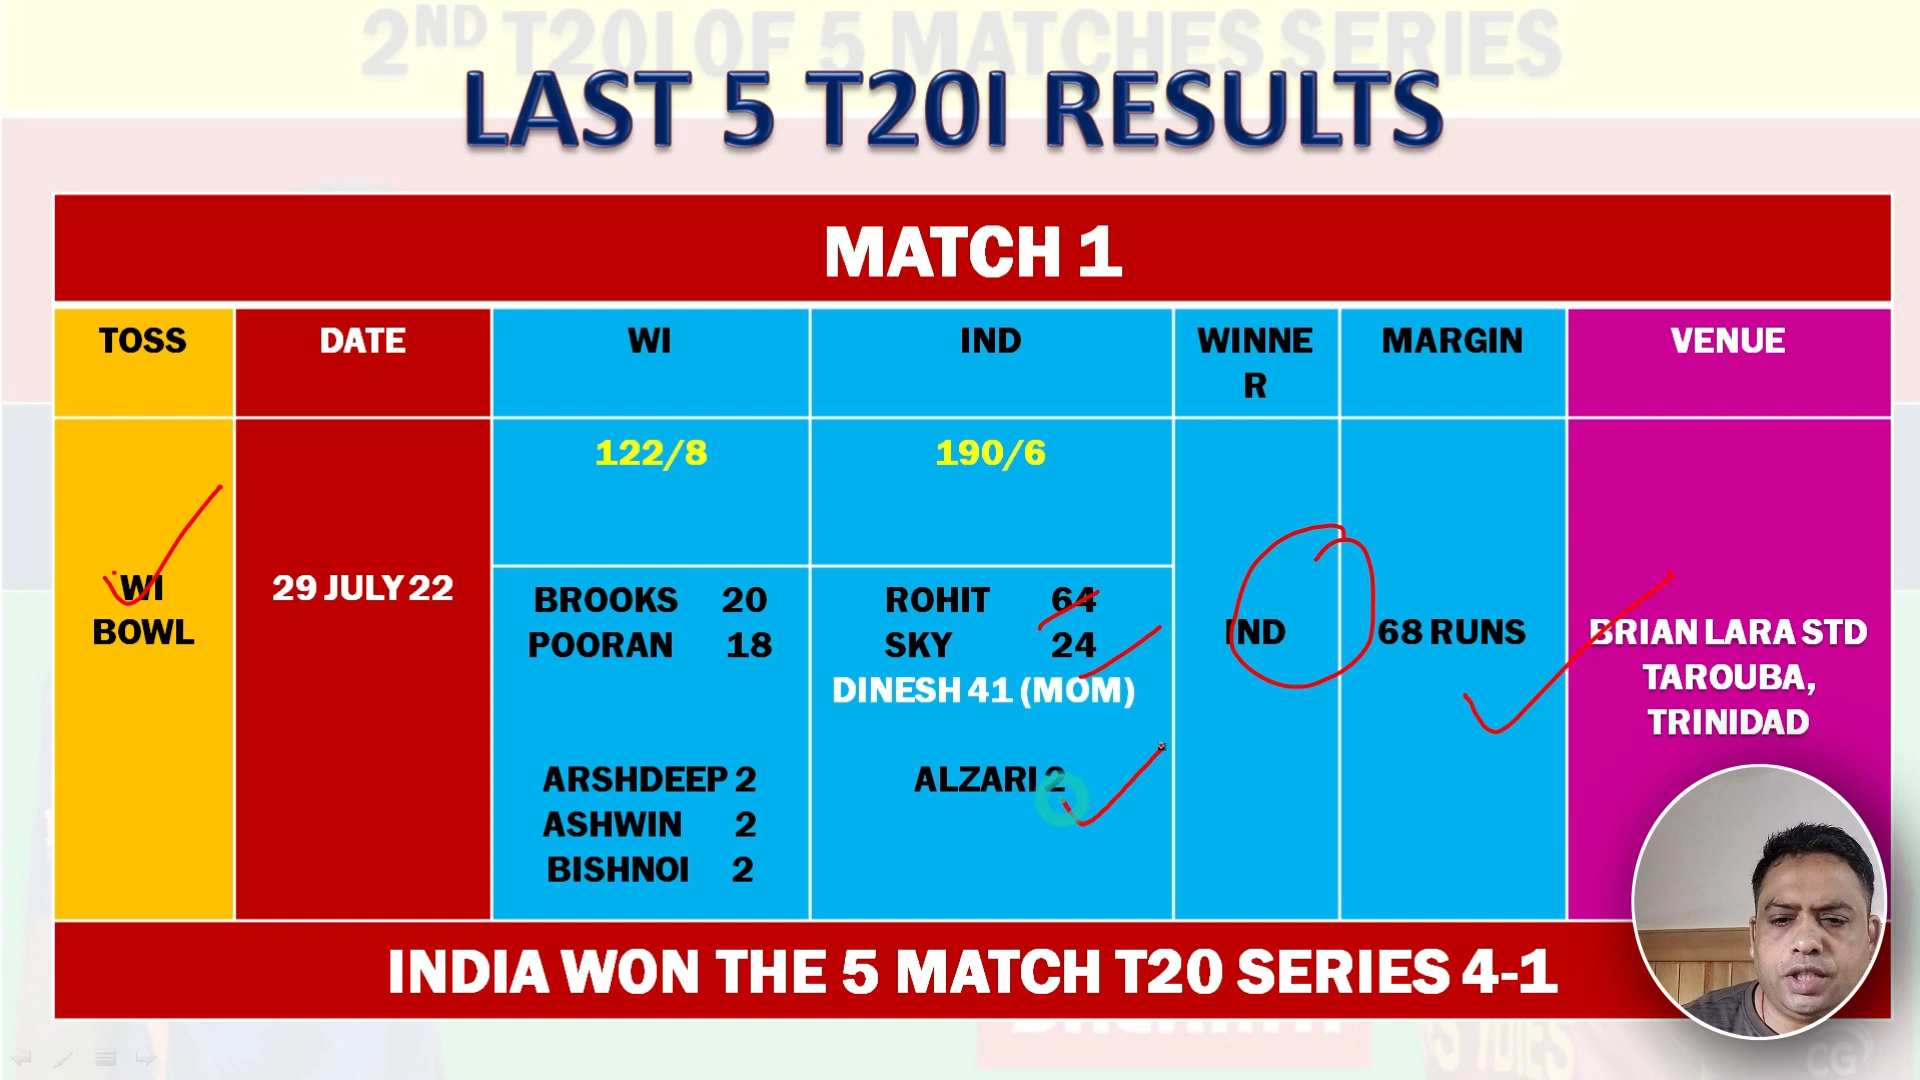 2ND T20I OF 5 MATCHES SERIES
LAST 5 T20I RESULTS
MATCH 1
TOSS
DATE
WI
IND
WINNE
R
MARGIN
VENUE
WI
BOWL
29 JULY 22
122/8
190/6
BROOKS 20
POORAN 18
ARSHDEEP 2
ASHWIN 2
BISHNOI 2
ROHIT 64
SKY 24
DINESH 41 (MOM)
ALZARI 2
IND
68 RUNS
BRIAN LARA STD
TAROUBA,
TRINIDAD
INDIA WON THE 5 MATCH T20 SERIES 4-1
CG